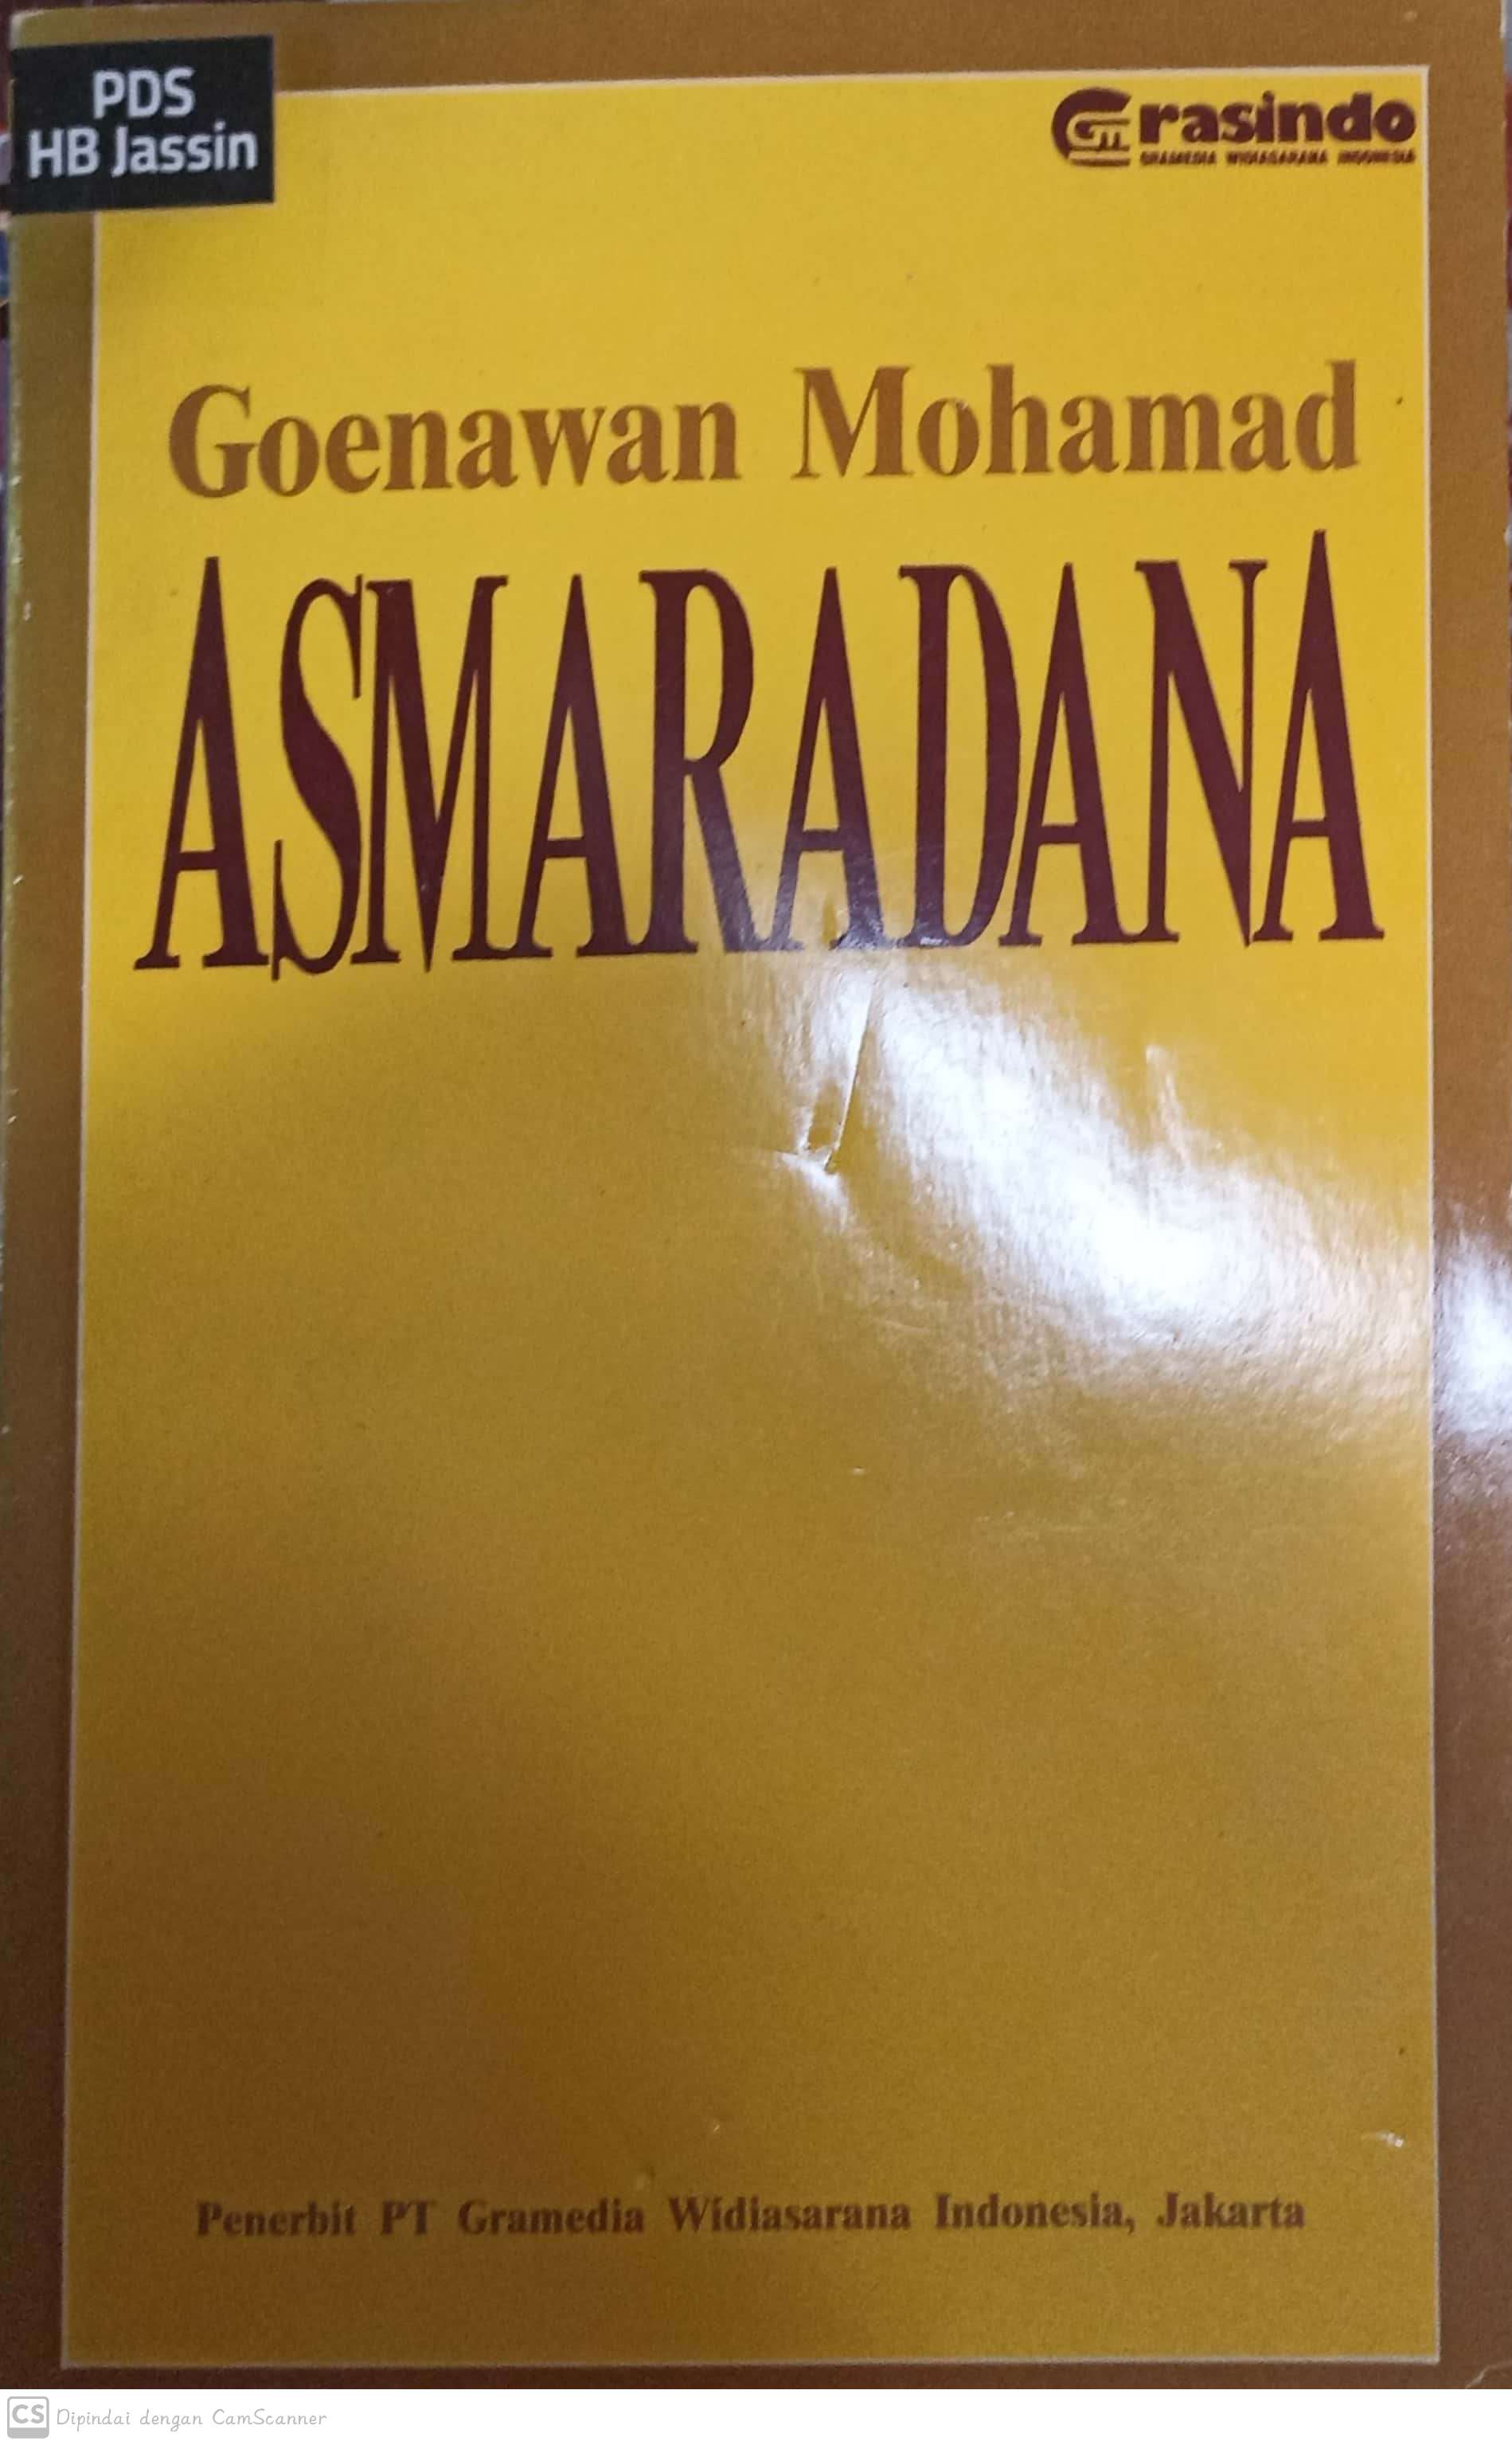 PDS
HB Jassin
Grasindo
GRAMEDIA WIDIASARANA INDONESIA
Goenawan Mohamad
ASMARADANA
Penerbit PT Gramedia Widiasarana Indonesia, Jakarta
CS Dipindai dengan CamScanner